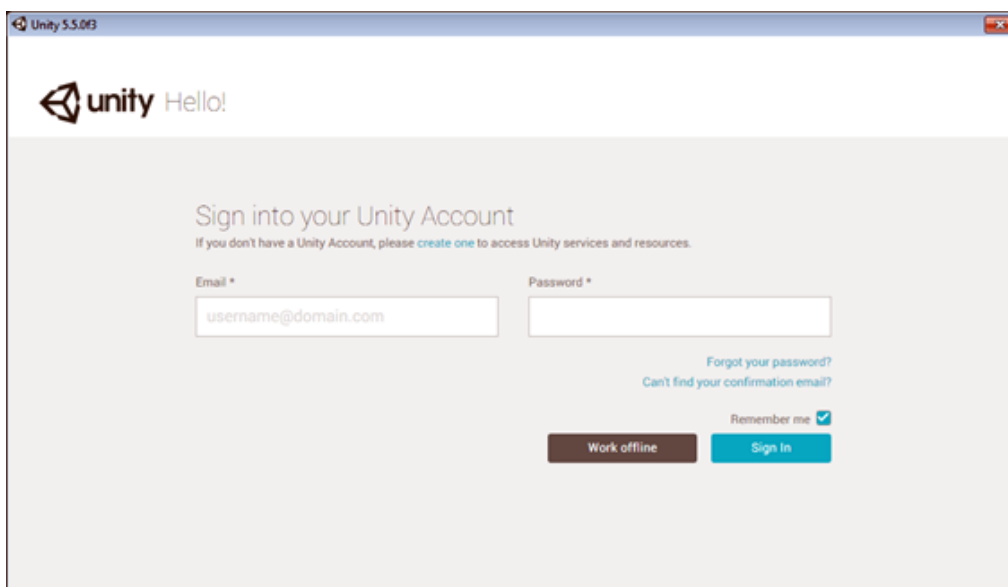 Unity 5.5.0f3
unity Hello!
Sign into your Unity Account
If you don't have a Unity Account, please create one to access Unity services and resources.
Email *
Password *
username@domain.com
Forgot your password?
Can't find your confirmation email?
Remember me
Work offline
Sign In